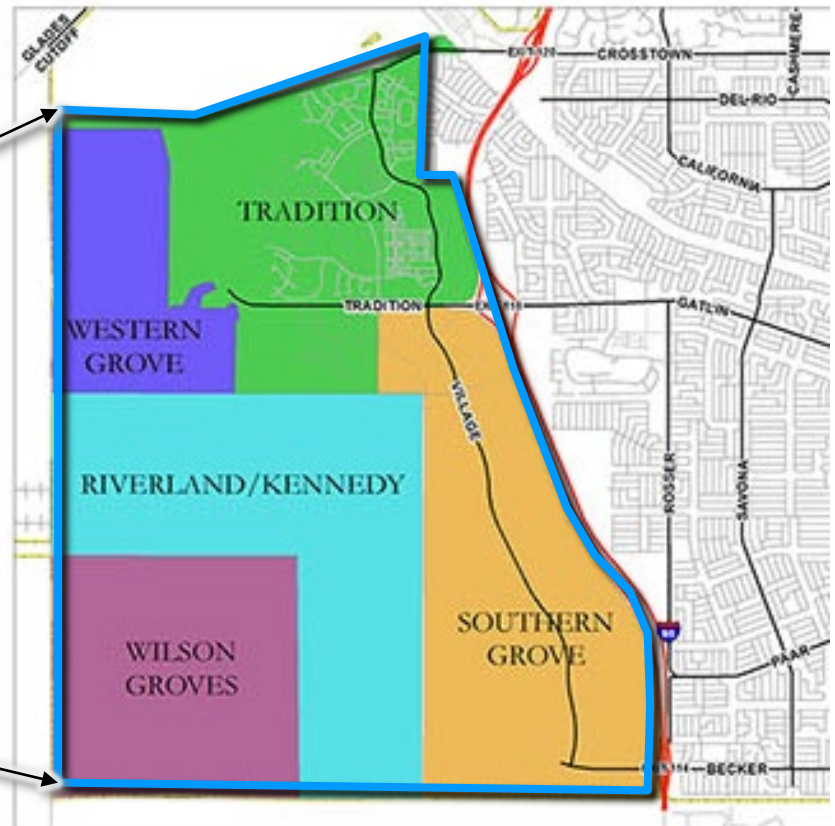 GLADES
CUTOFF
CROSSTOWN
CASHMERE
DEL-RIO
CALIFORNIA
TRADITION
TRADITION
GATLIN
WESTERN
GROVE
VILLAGE
RIVERLAND/KENNEDY
ROSSER
SAVONA
SOUTHERN
GROVE
WILSON
GROVES
PAAR
BECKER